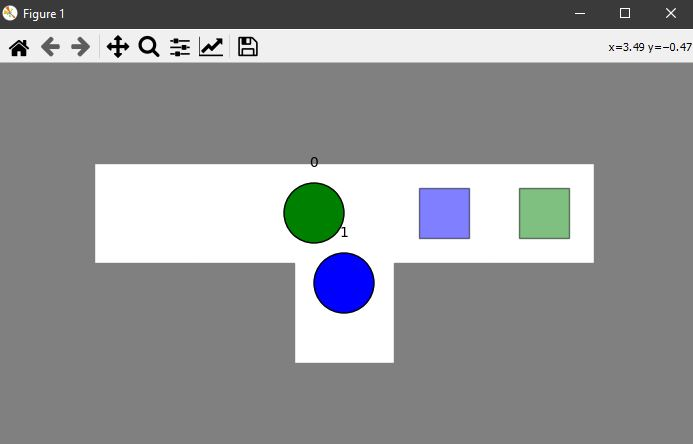 Figure 1
x=3.49 y=−0.47
0
1